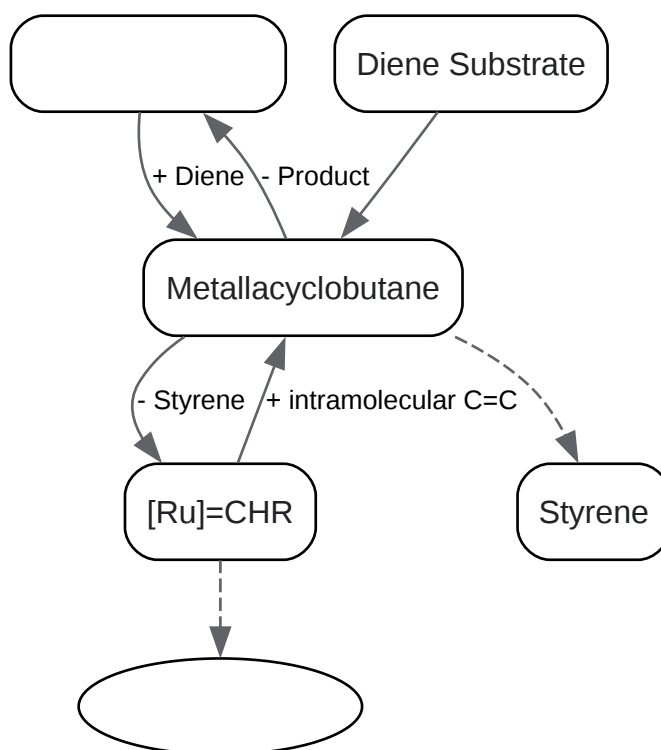 Diene Substrate
+ Diene
- Product
Metallacyclobutane
- Styrene
+ intramolecular C=C
[Ru]=CHR
Styrene